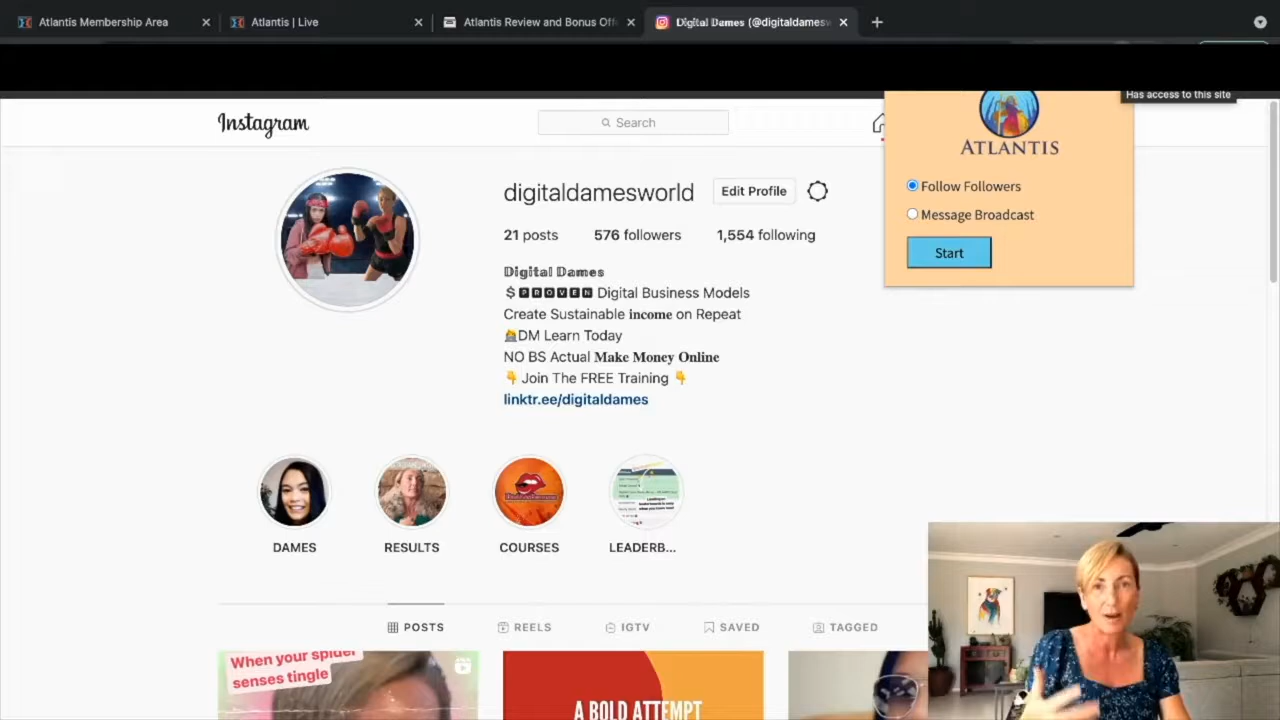 Atlantis Membership Area
Atlantis | Live
Atlantis Review and Bonus Off
Digital Dames (@digitaldamesw
Has access to this site
Instagram
Search
ATLANTIS
Follow Followers
Message Broadcast
Start
digitaldamesworld
Edit Profile
21 posts
576 followers
1,554 following
𝔻𝕚𝕘𝕚𝕥𝕒𝕝 𝔻𝕒𝕞𝕖𝕤
$🅿🆁🅾🆅🅴🅽 Digital Business Models
Create Sustainable 𝐢𝐧𝐜𝐨𝐦𝐞 on Repeat
DM Learn Today
NO BS Actual 𝐌𝐚𝐤𝐞 𝐌𝐨𝐧𝐞𝐲 𝐎𝐧𝐥𝐢𝐧𝐞
👇 Join The FREE Training 👇
linktr.ee/digitaldames
DAMES
RESULTS
COURSES
LEADERB...
POSTS
REELS
IGTV
SAVED
TAGGED
When your spider
senses tingle
A BOLD ATTEMPT